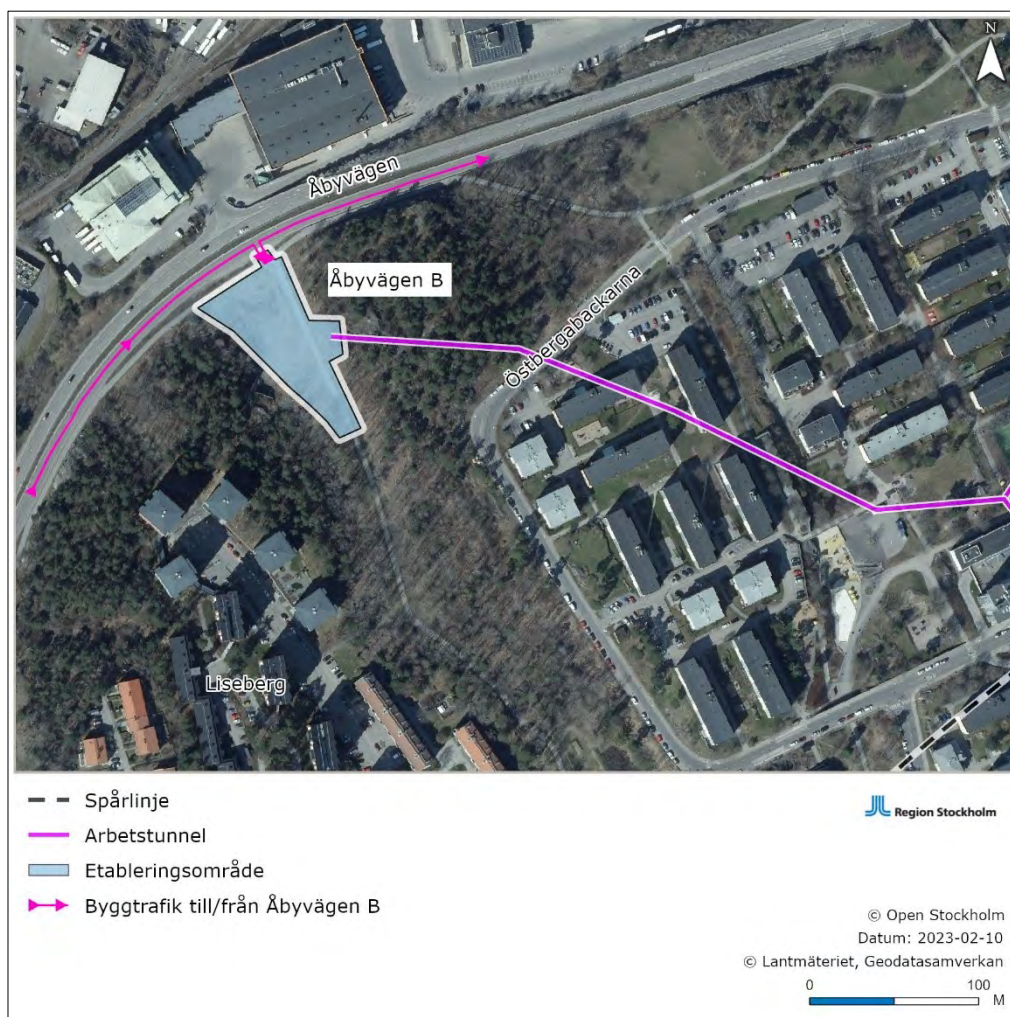 N
Åbyvägen
Åbyvägen B
Östbergabackarna
Liseberg
Spårlinje
Arbetstunnel
Etableringsområde
Byggtrafik till/från Åbyvägen B
Region Stockholm
© Open Stockholm
Datum: 2023-02-10
© Lantmäteriet, Geodatasamverkan
0 100
M